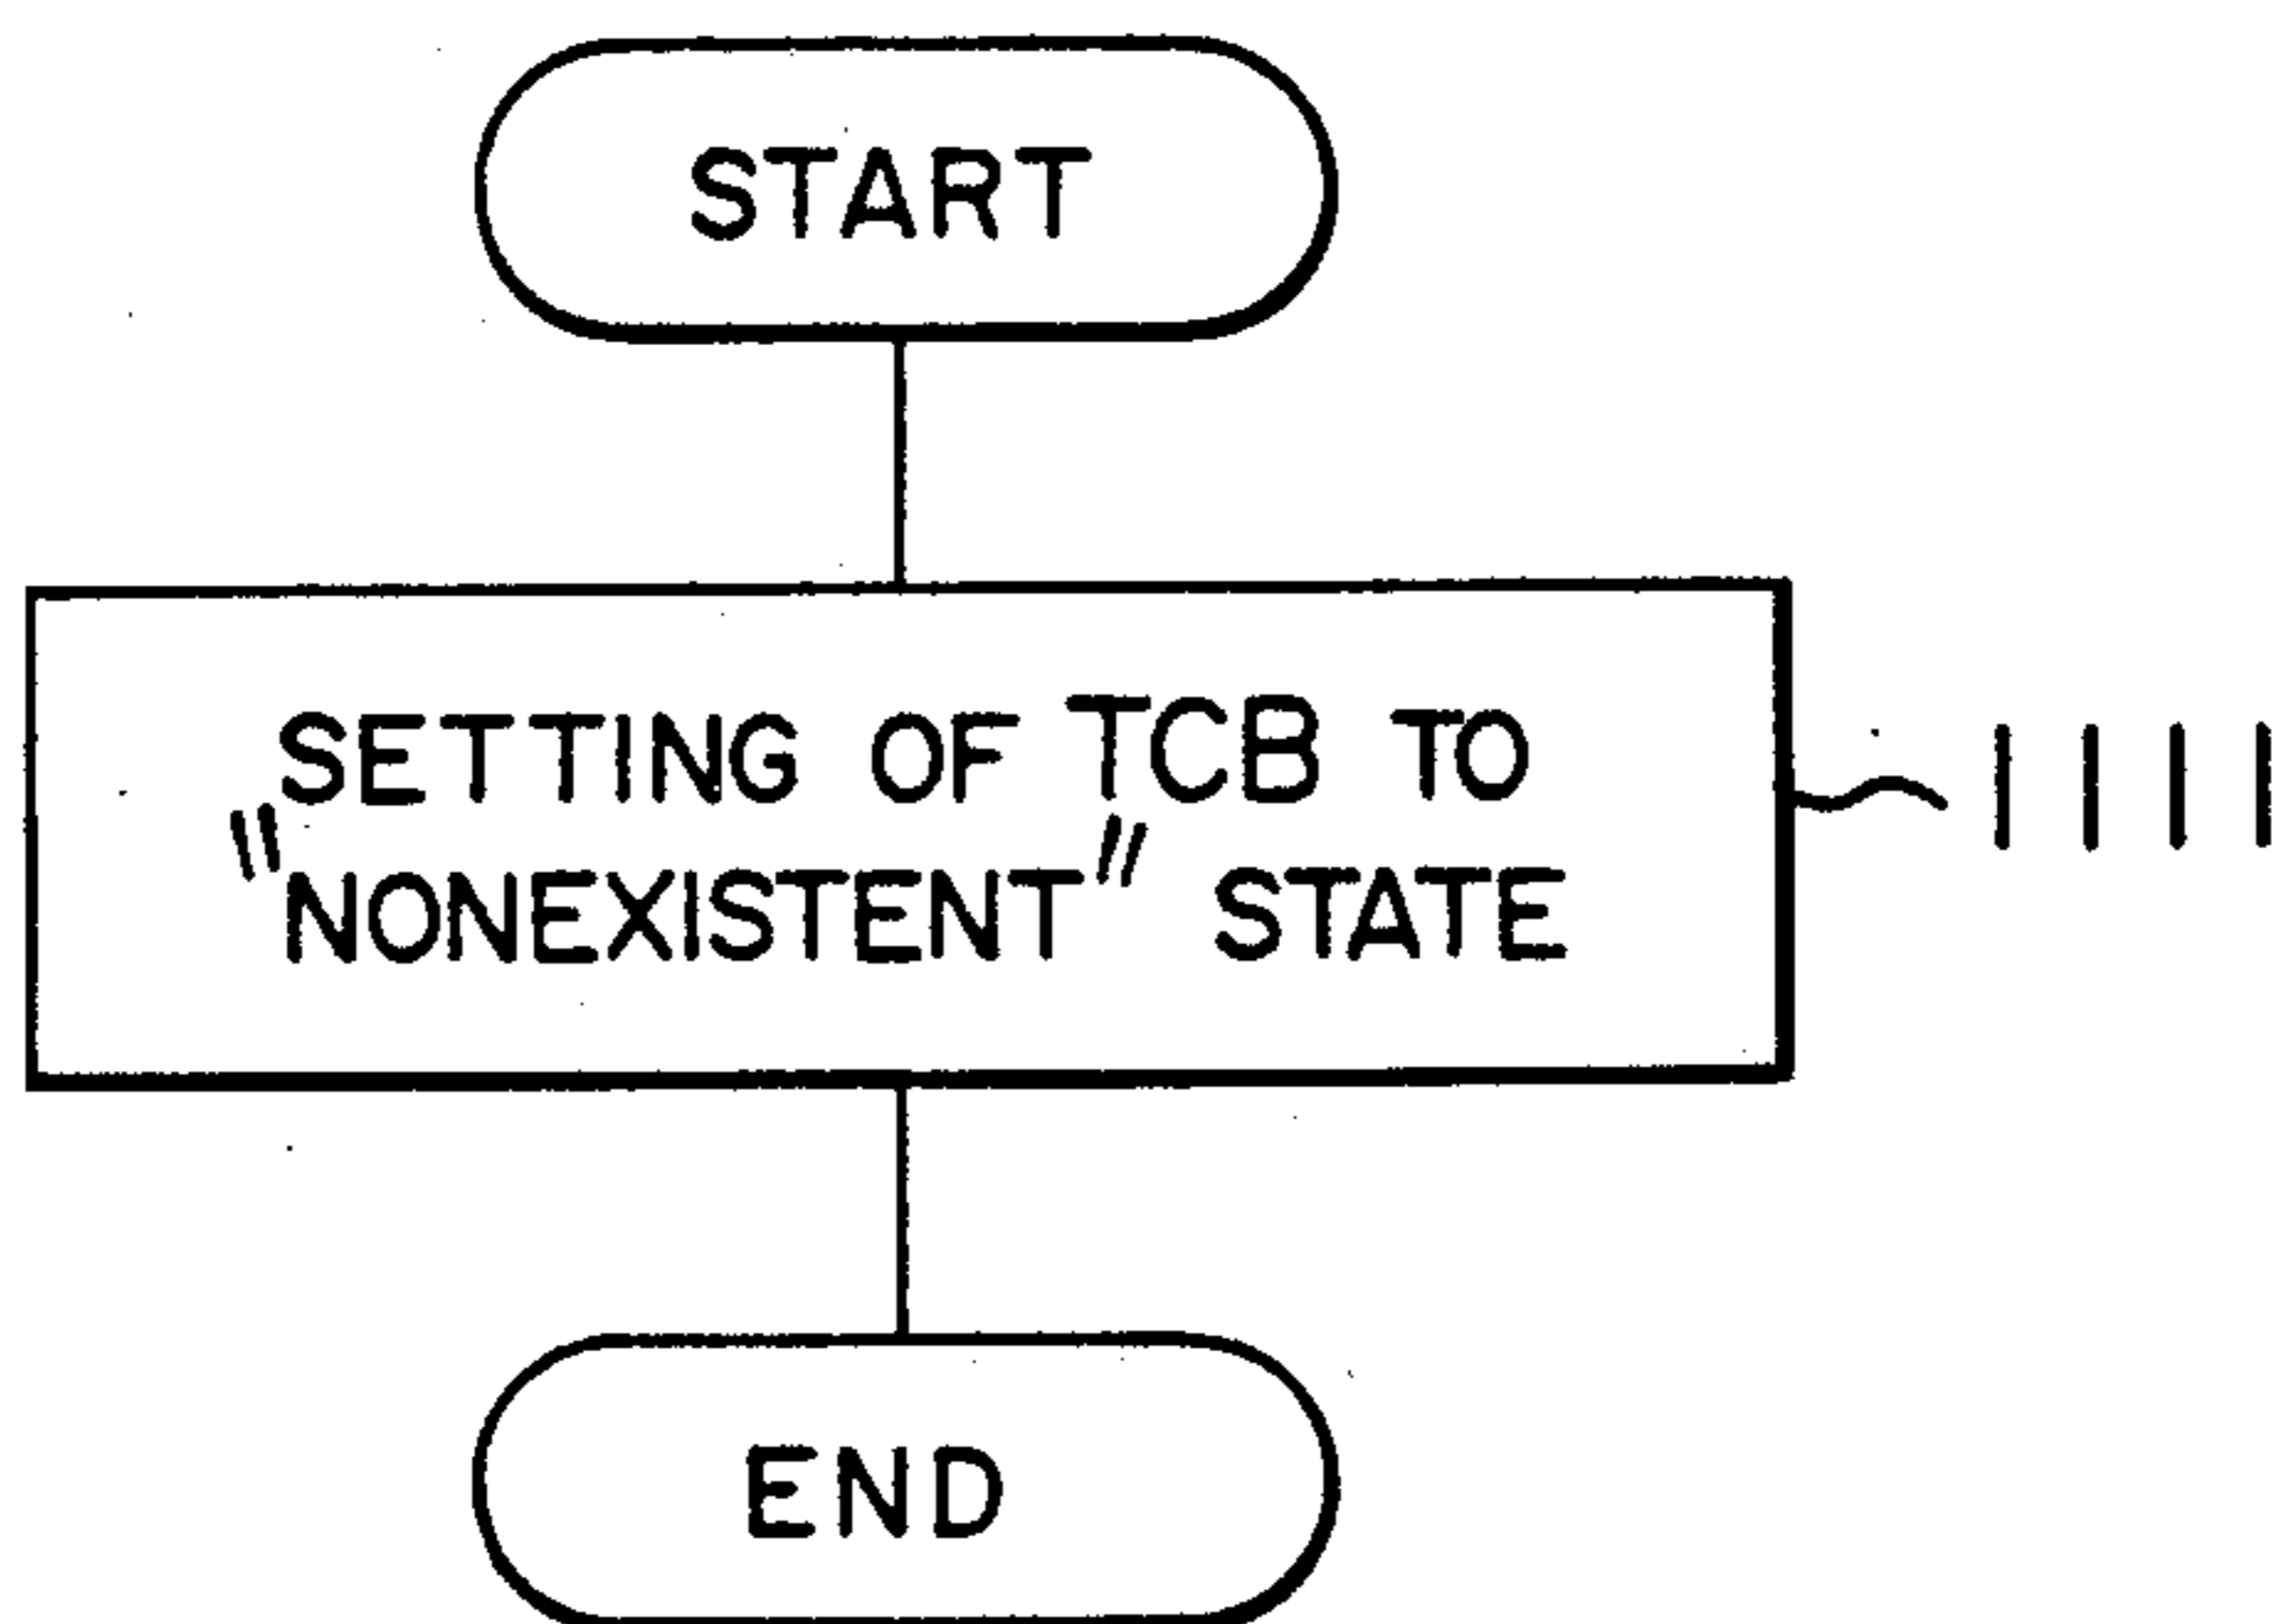 START
SETTING OF TCB TO
"NONEXISTENT" STATE
1111
END